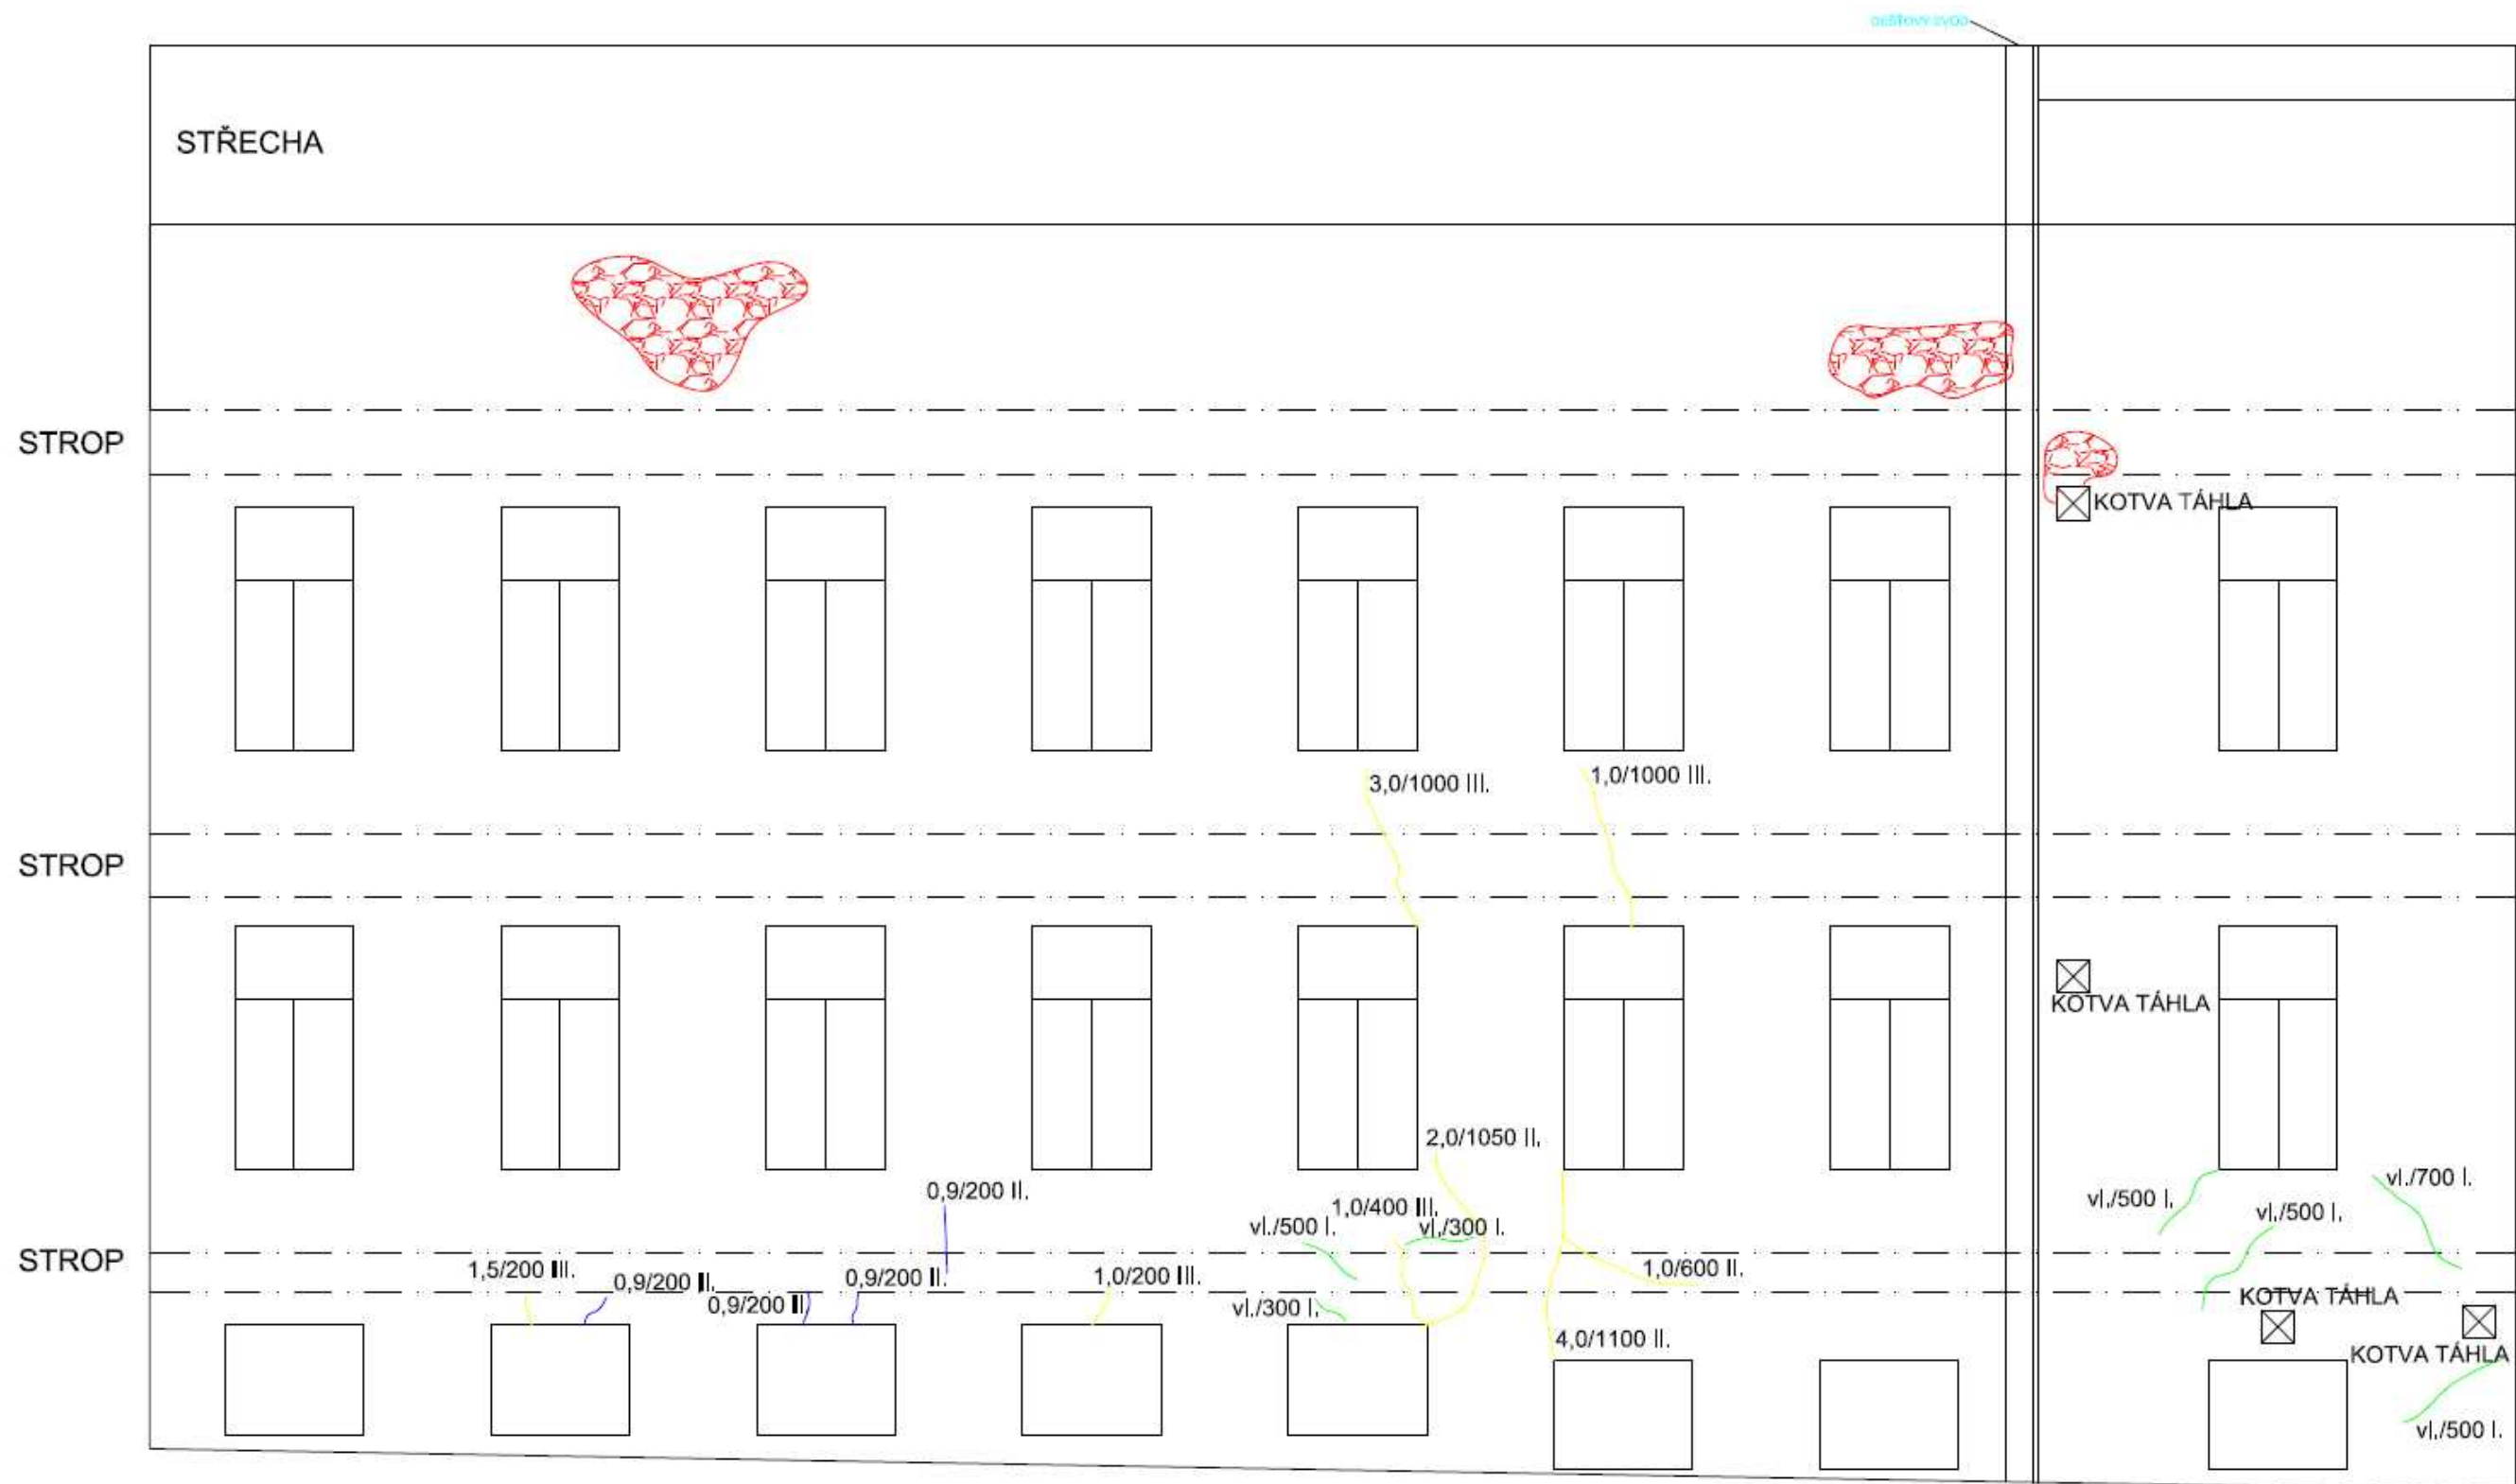 DEŠŤOVÝ SVOD
STŘECHA
STROP
KOTVA TÁHLA
3,0/1000 III.
1,0/1000 III.
STROP
KOTVA TÁHLA
2,0/1050 II.
vl./700 I.
0,9/200 II.
vl./500 I.
1,0/400 III.
vl./500 I.
vl./500 I.
vl./300 I.
STROP
1,5/200 III.
0,9/200 II.
0,9/200 II.
1,0/200 III.
1,0/600 II.
0,9/200 II
vl./300 I.
KOTVA TÁHLA
4,0/1100 II.
KOTVA TÁHLA
vl./500 I.